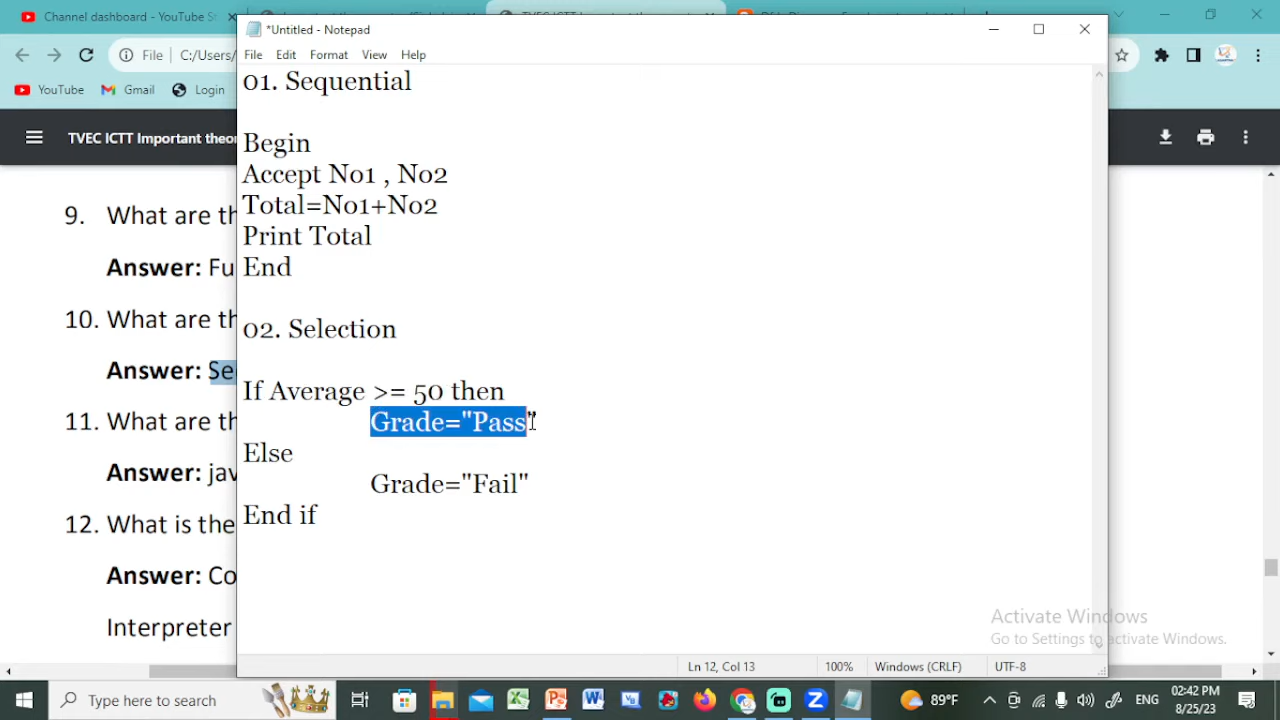 Channel dashboard - YouTube S
*Untitled - Notepad
File
C:/Users/
File Edit Format View Help
YouTube
Gmail
Login
TVEC ICTT Important theor
01. Sequential
Begin
Accept No1 , No2
Total=No1+No2
Print Total
End
02. Selection
If Average >= 50 then
Grade="Pass"
Else
Grade="Fail"
End if
9. What are th
Answer: Fu
10. What are th
Answer: Se
11. What are th
Answer: jav
12. What is the
Answer: Co
Interpreter
Activate Windows
Go to Settings to activate Windows.
Ln 12, Col 13
100%
Windows (CRLF)
UTF-8
Type here to search
89°F
ENG
02:42 PM
8/25/23